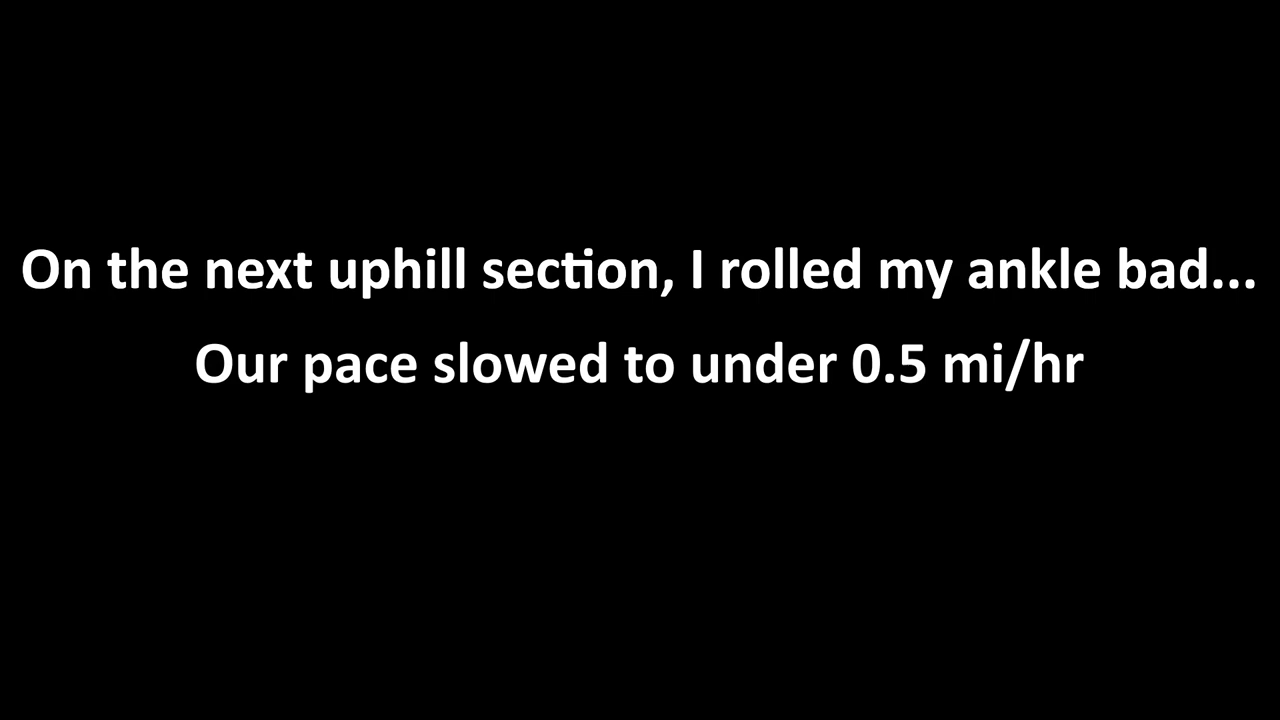 On the next uphill section, I rolled my ankle bad...
Our pace slowed to under 0.5 mi/hr